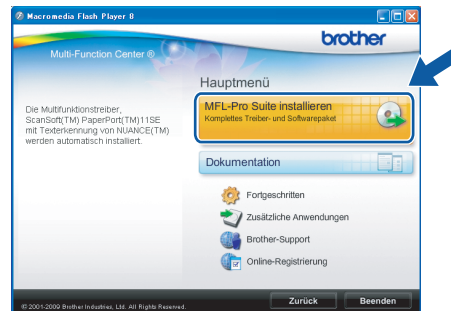 Macromedia Flash Player 8
brother
Multi-Function Center ®
Hauptmenü
Die Multifunktionstreiber,
ScanSoft(TM) PaperPort(TM)11SE
mit Texterkennung von NUANCE(TM)
werden automatisch installiert.
MFL-Pro Suite installieren
Komplettes Treiber- und Softwarepaket
Dokumentation
Fortgeschritten
Zusätzliche Anwendungen
Brother-Support
Online-Registrierung
© 2001-2009 Brother Industries, Ltd. All Rights Reserved.
Zurück
Beenden